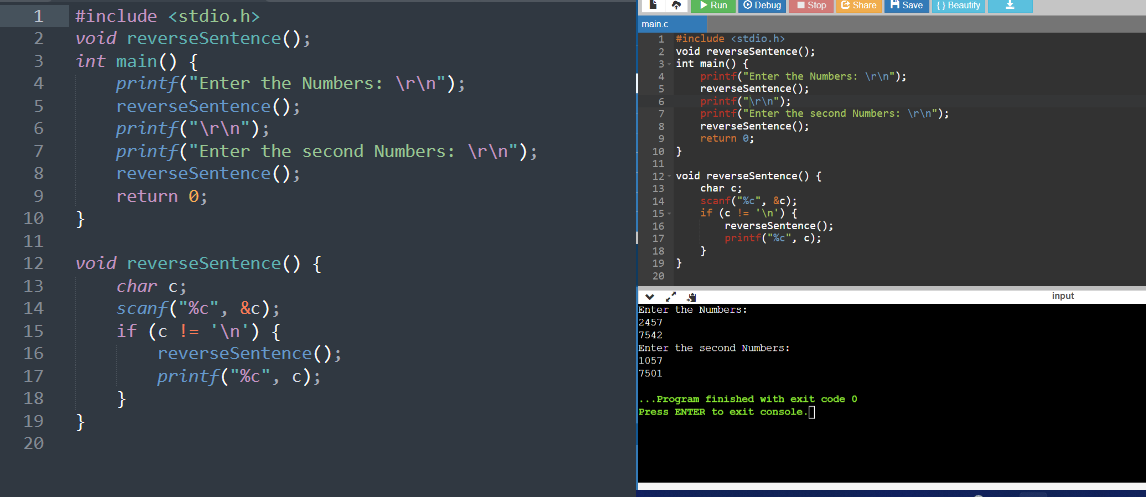 1 #include <stdio.h>
2 void reverseSentence();
3 int main() {
4 printf("Enter the Numbers: \r\n");
5 reverseSentence();
6 printf("\r\n");
7 printf("Enter the second Numbers: \r\n");
8 reverseSentence();
9 return 0;
10 }
11
12 void reverseSentence() {
13 char c;
14 scanf("%c", &c);
15 if (c != '\n') {
16 reverseSentence();
17 printf("%c", c);
18 }
19 }
20
Run Debug Stop Share Save { } Beautify
main.c
1 #include <stdio.h>
2 void reverseSentence();
3 int main() {
4 printf("Enter the Numbers: \r\n");
5 reverseSentence();
6 printf("\r\n");
7 printf("Enter the second Numbers: \r\n");
8 reverseSentence();
9 return 0;
10 }
11
12 void reverseSentence() {
13 char c;
14 scanf("%c", &c);
15 if (c != '\n') {
16 reverseSentence();
17 printf("%c", c);
18 }
19 }
20
input
Enter the Numbers:
2457
7542
Enter the second Numbers:
1057
7501
...Program finished with exit code 0
Press ENTER to exit console.